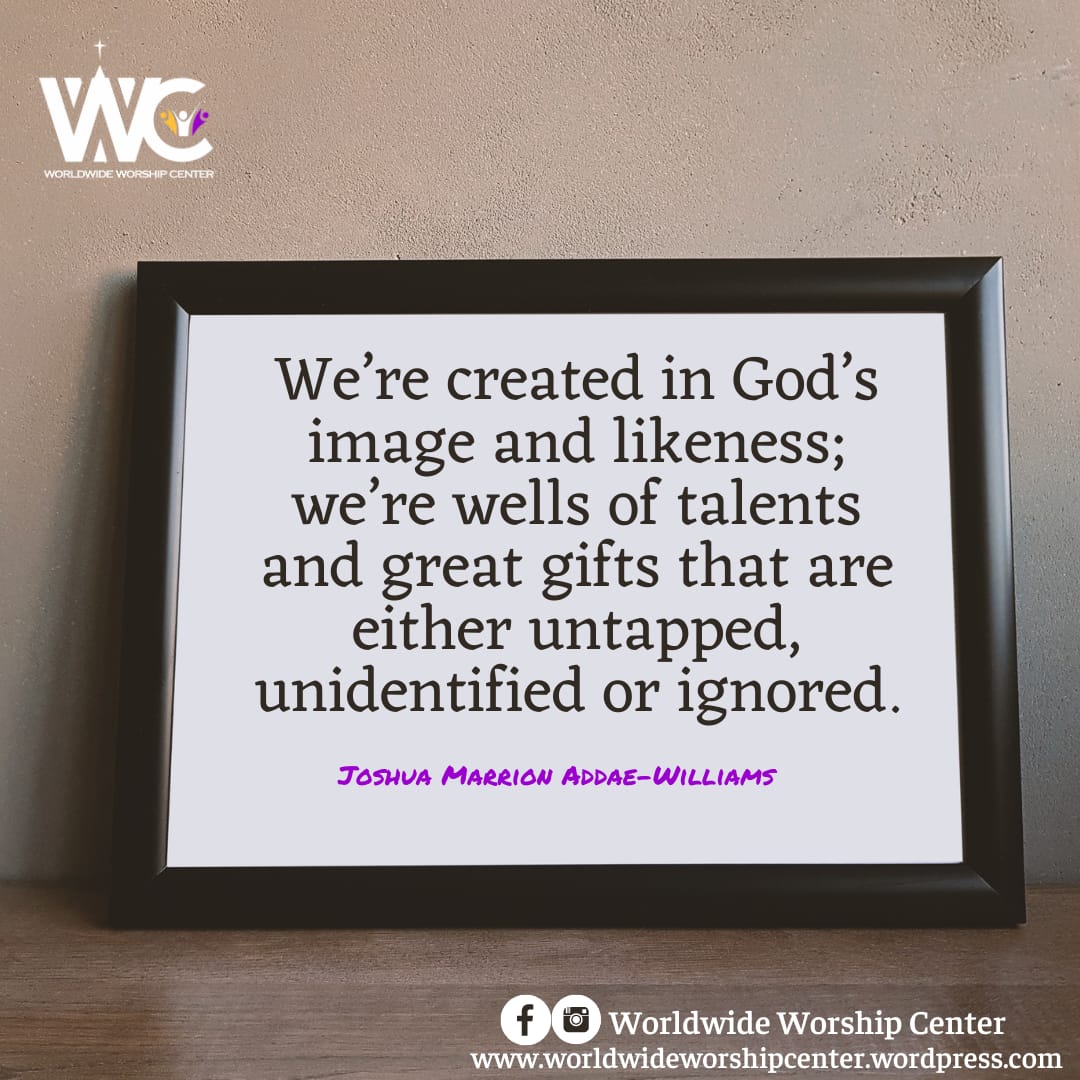 WWC
WORLDWIDE WORSHIP CENTER
We’re created in God’s
image and likeness;
we’re wells of talents
and great gifts that are
either untapped,
unidentified or ignored.
Joshua Marrion Addae-Williams
Worldwide Worship Center
www.worldwideworshipcenter.wordpress.com